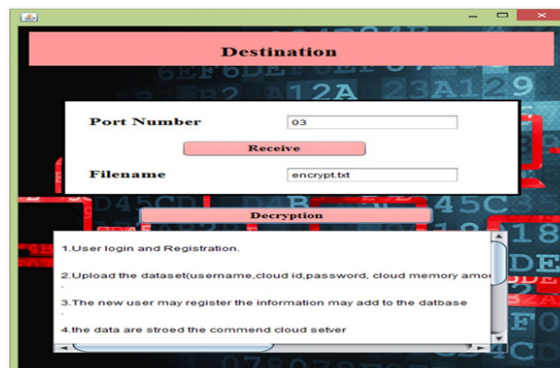 Destination
Port Number
03
Receive
Filename
encrypt.txt
Decryption
1.User login and Registration.
2.Upload the dataset(username,cloud id,password, cloud memory amou
3.The new user may register the information may add to the datbase
4.the data are stroed the commend cloud setver